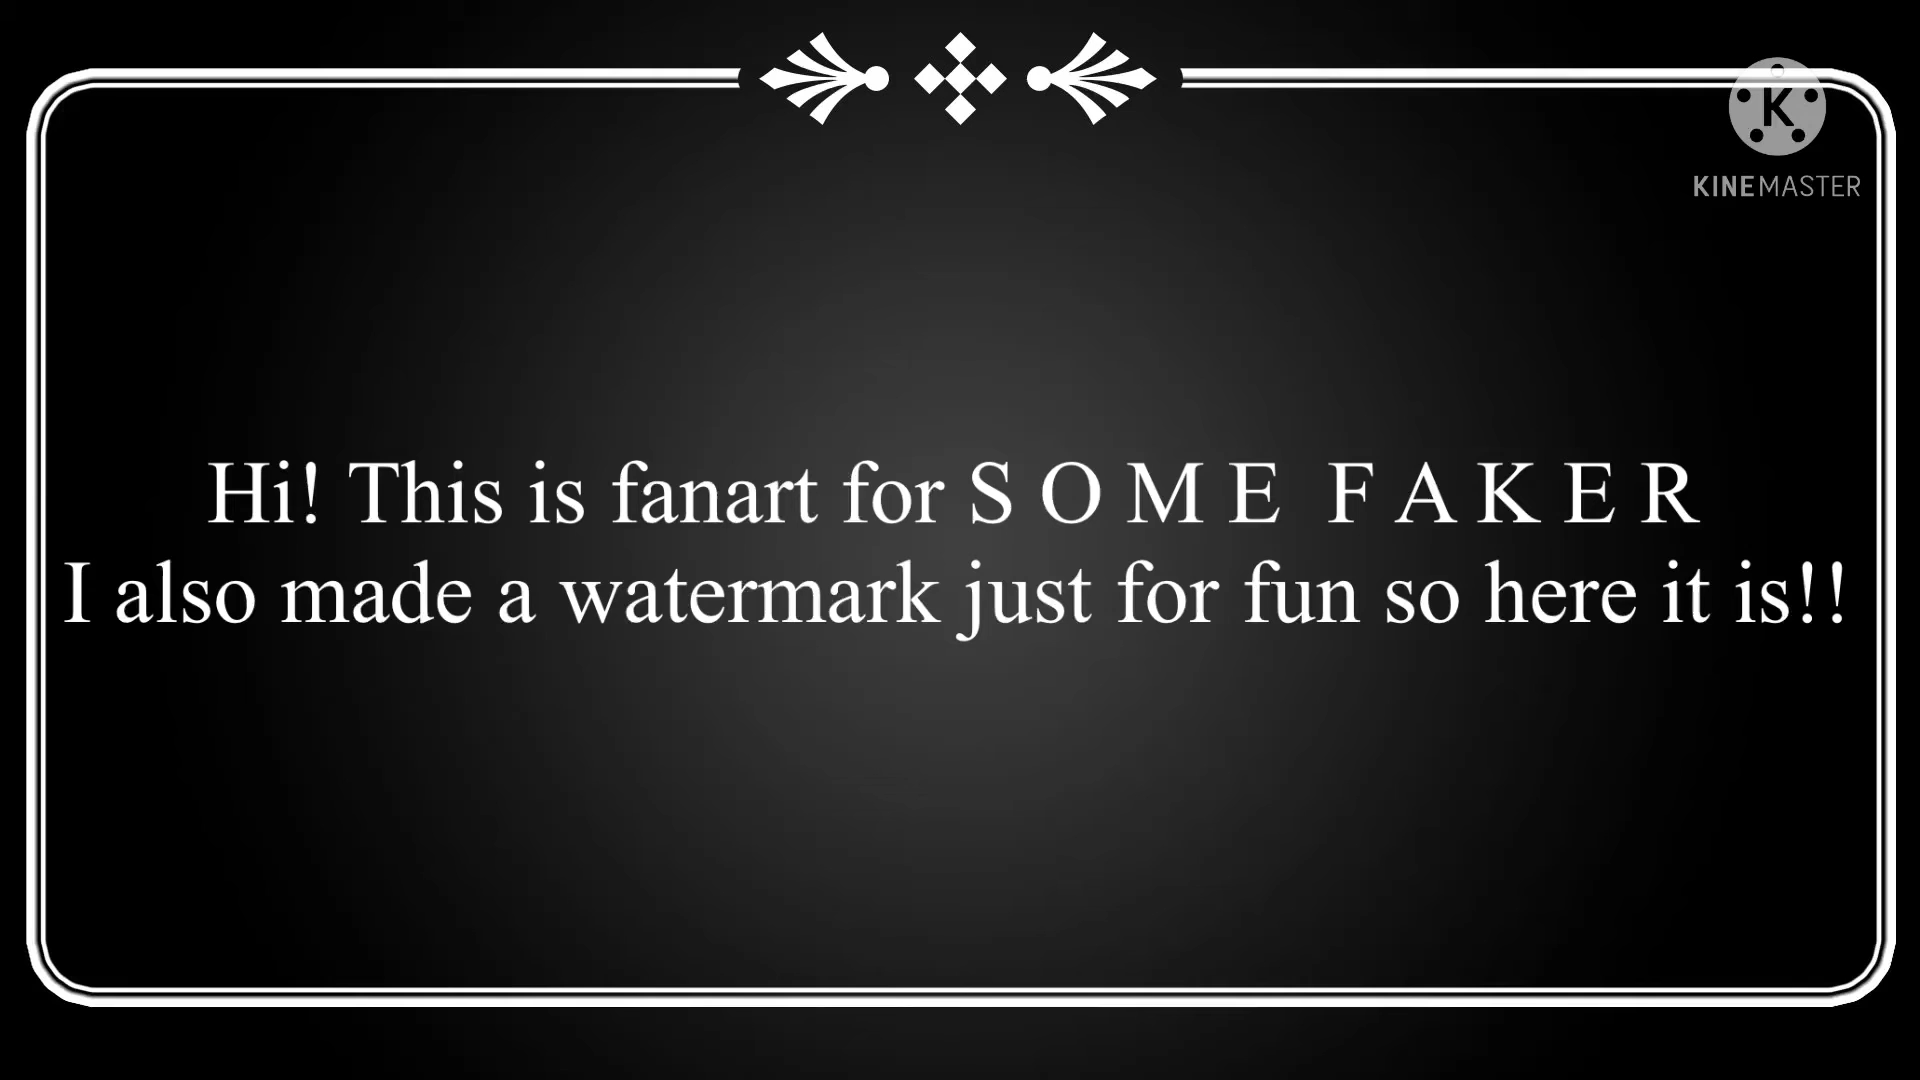 K
KINEMASTER
Hi! This is fanart for S O M E  F A K E R
I also made a watermark just for fun so here it is!!